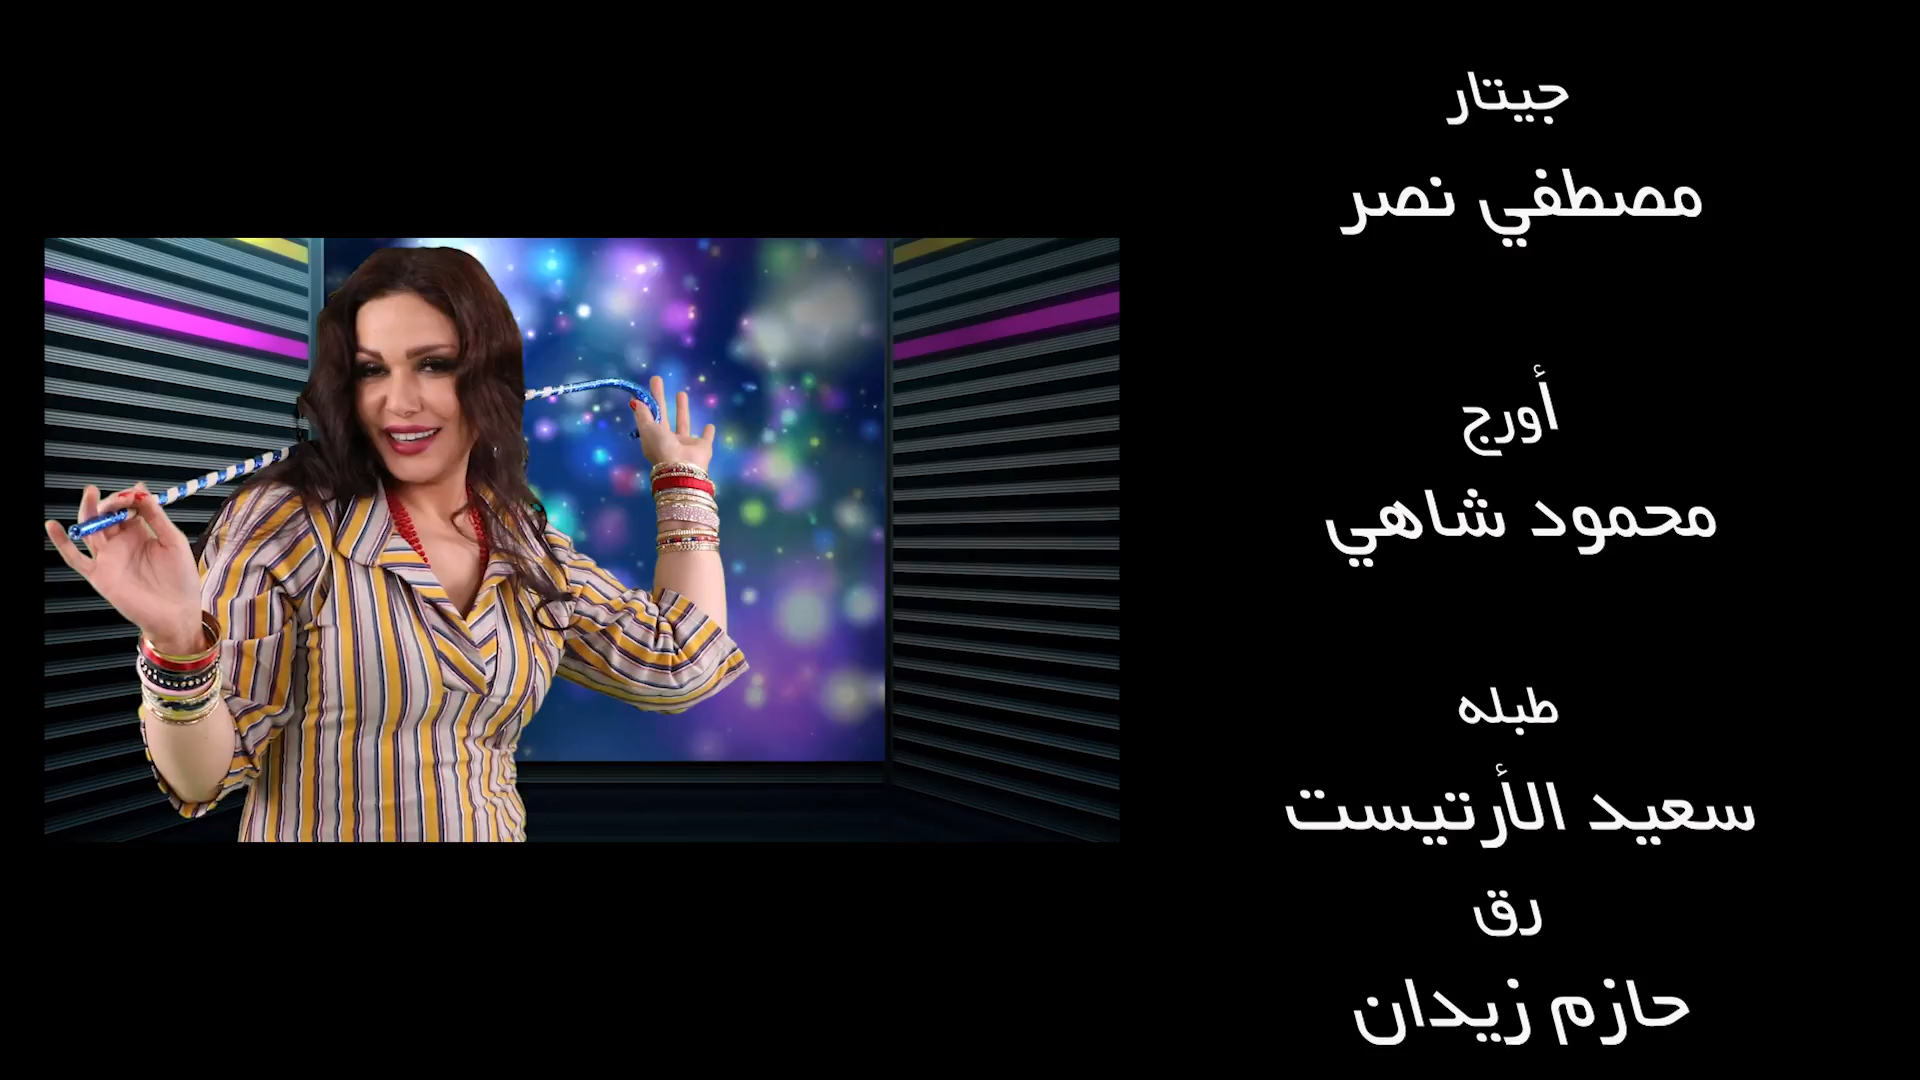 جيتار
مصطفي نصر
أورج
محمود شاهي
طبله
سعيد الأرتيست
رق
حازم زيدان